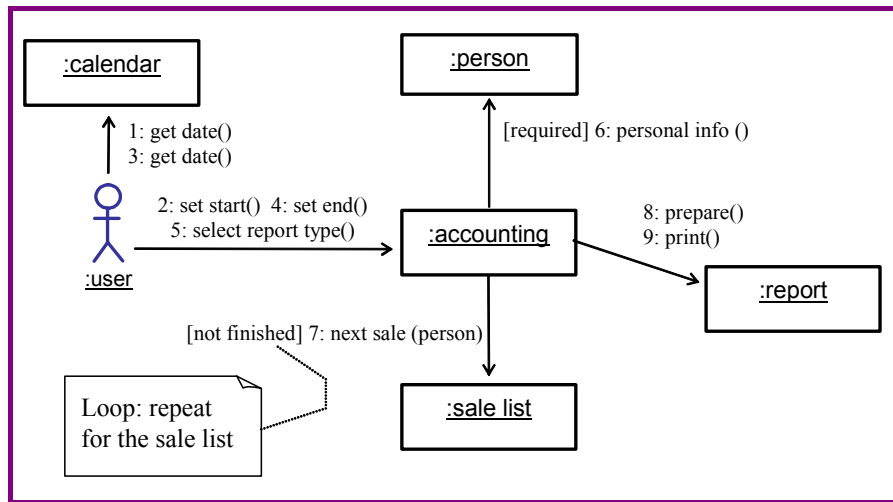 :calendar
:person
1: get date()
3: get date()
[required] 6: personal info ()
2: set start()  4: set end()
5: select report type()
:user
:accounting
8: prepare()
9: print()
:report
[not finished] 7: next sale (person)
Loop: repeat
for the sale list
:sale list